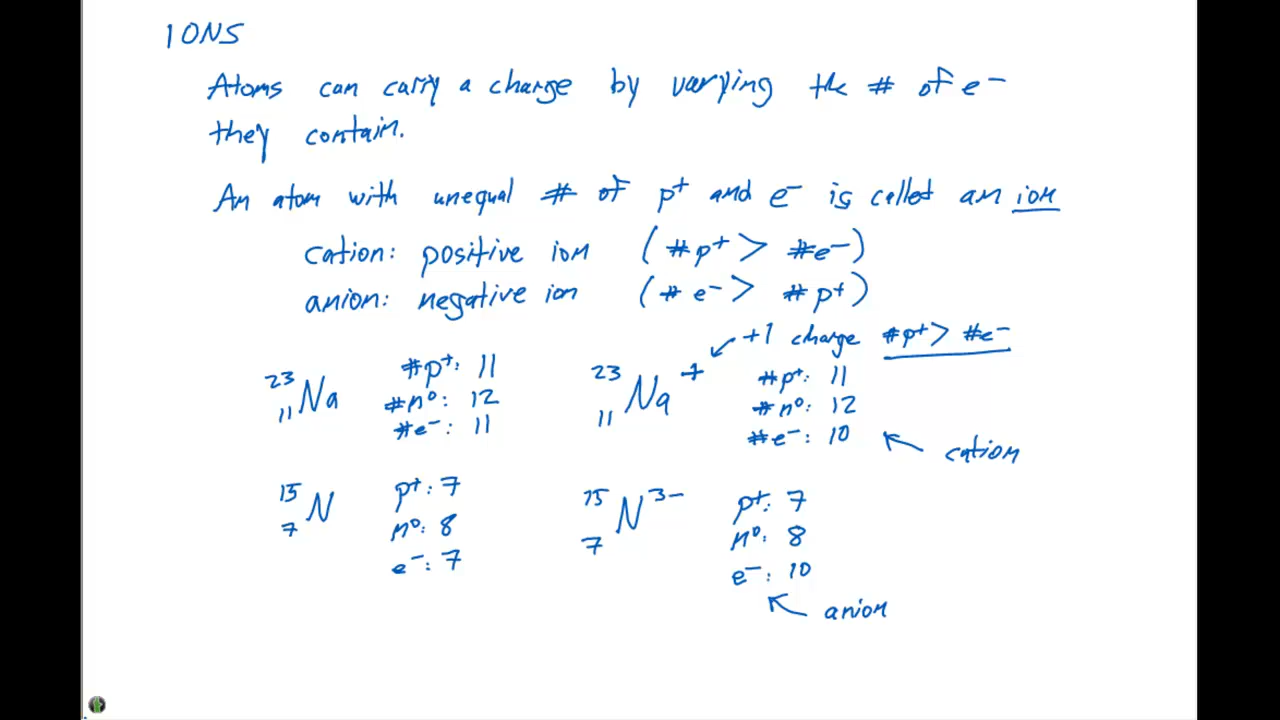 IONS
Atoms can carry a charge by varying the # of e⁻
they contain.
An atom with unequal # of p⁺ and e⁻ is called an ion
cation: positive ion (#p⁺ > #e⁻)
anion: negative ion (# e⁻ > #p⁺)
+1 charge #p⁺ > #e⁻
²³₁₁Na #p⁺: 11 ²³₁₁Na⁺ #p⁺: 11
#n⁰: 12 #n⁰: 12
#e⁻: 11 #e⁻: 10
cation
¹⁵₇N p⁺: 7 ¹⁵₇N³⁻ p⁺: 7
n⁰: 8 n⁰: 8
e⁻: 7 e⁻: 10
anion